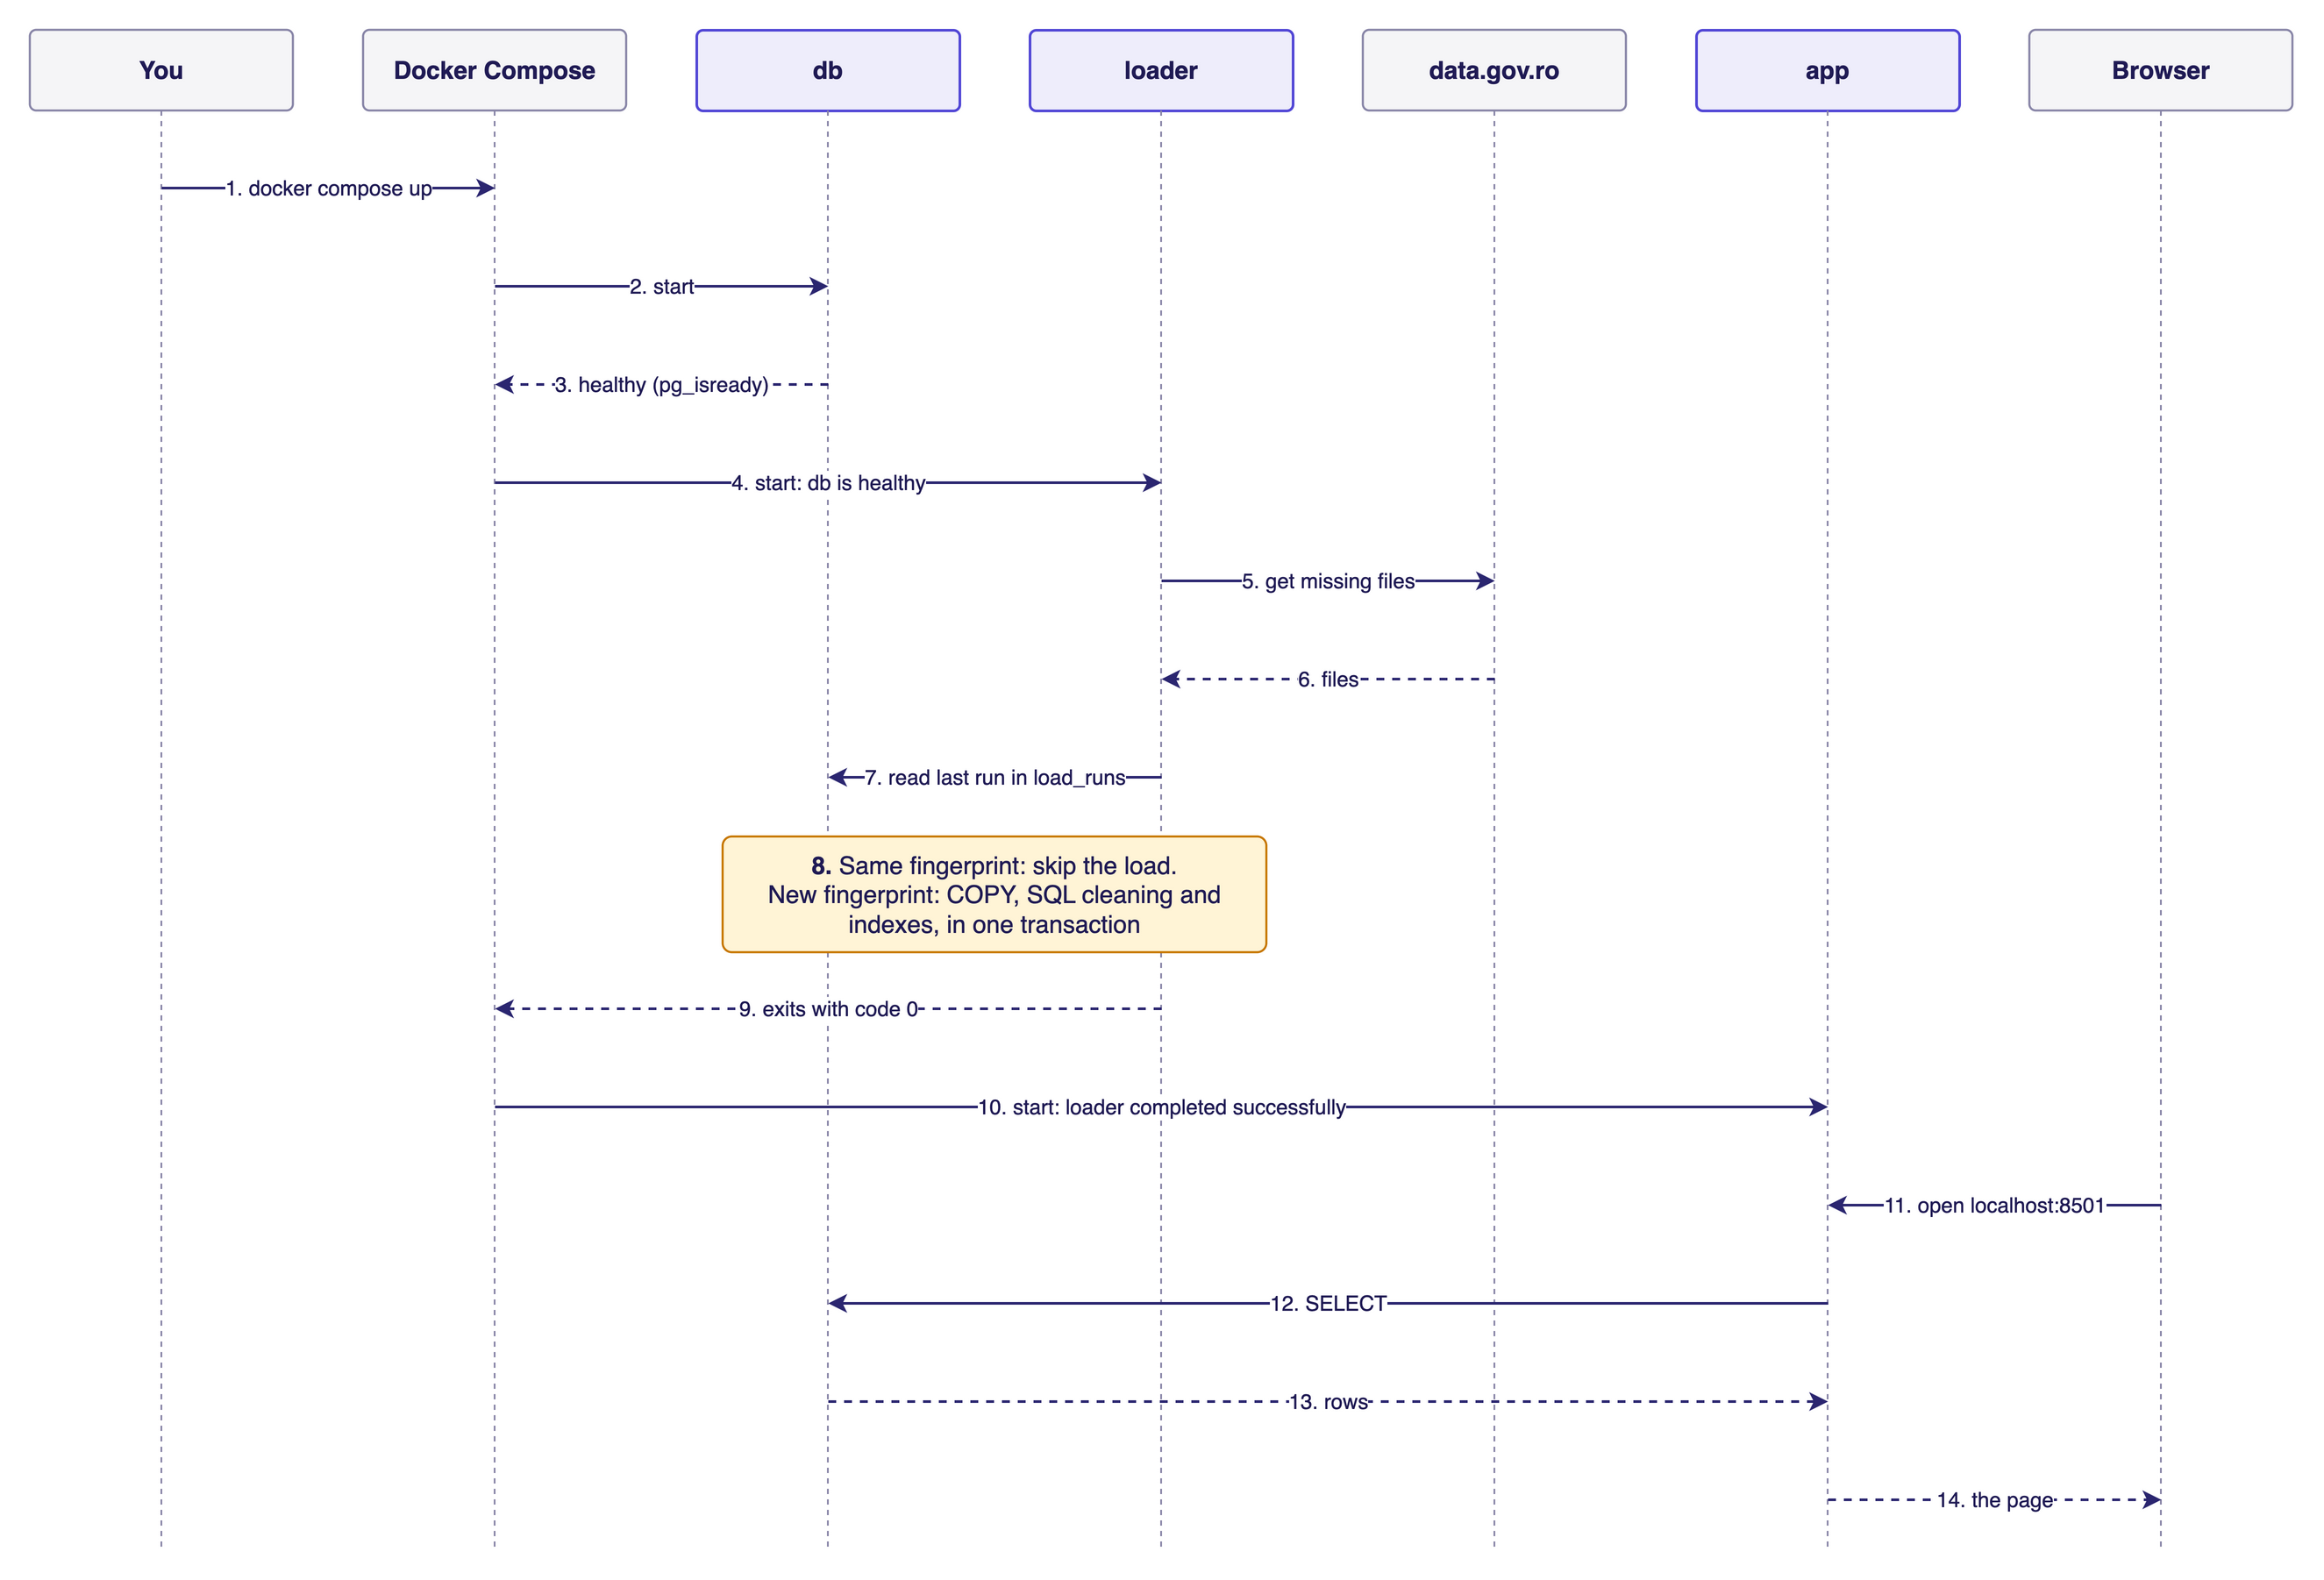 You
Docker Compose
db
loader
data.gov.ro
app
Browser
1. docker compose up
2. start
3. healthy (pg_isready)
4. start: db is healthy
5. get missing files
6. files
7. read last run in load_runs
8. Same fingerprint: skip the load.
New fingerprint: COPY, SQL cleaning and
indexes, in one transaction
9. exits with code 0
10. start: loader completed successfully
11. open localhost:8501
12. SELECT
13. rows
14. the page